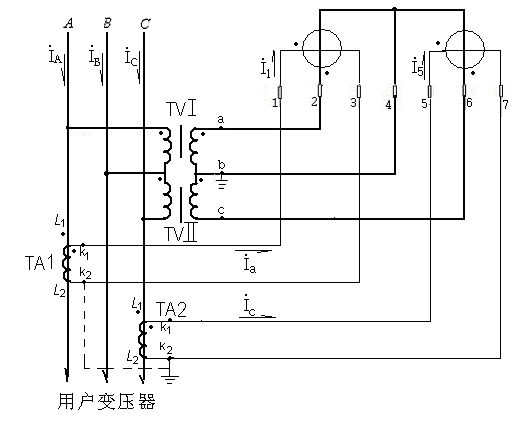 A B C
İA İB İC
İ1 İ5
1 2 3 4 5 6 7
TVⅠ
a
b
c
TVⅡ
L1
TA1
k1
k2
L2
İa
L1
TA2
k1
İc
L2
k2
用户变压器